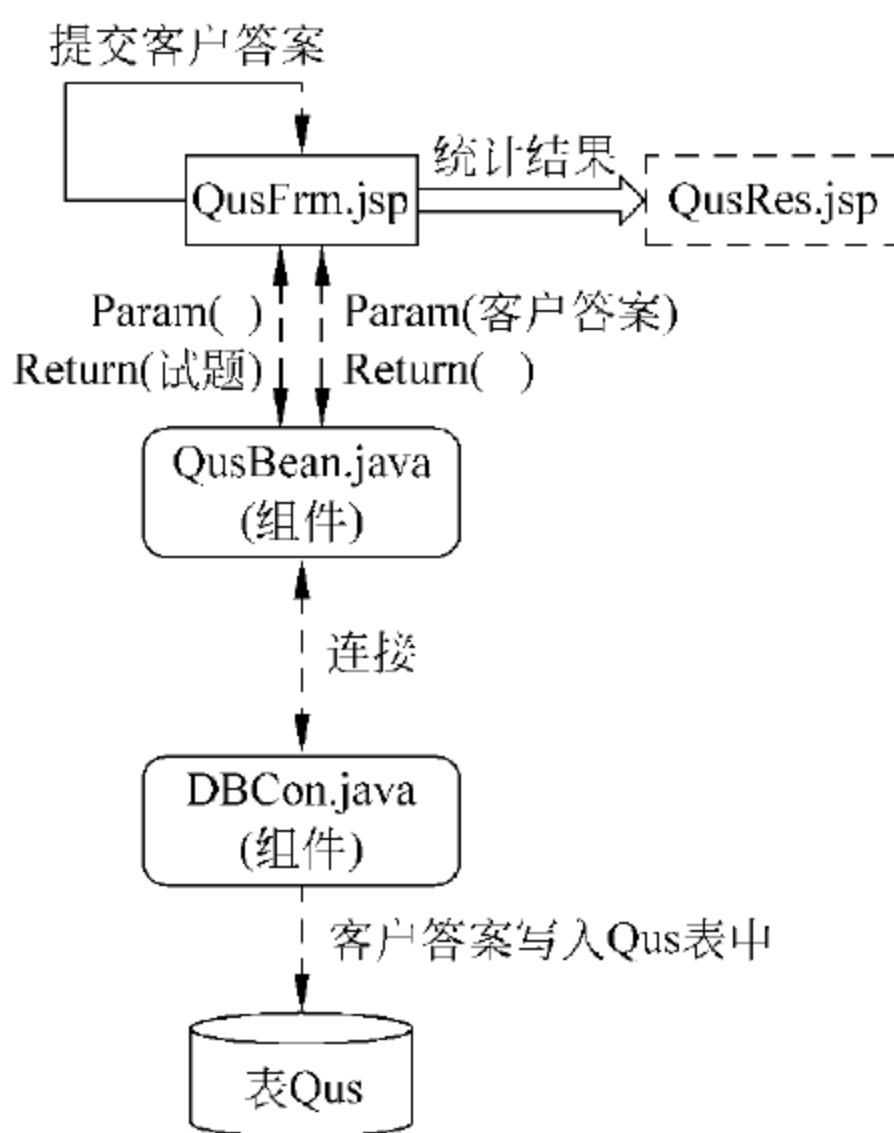 提交客户答案
统计结果
QusFrm.jsp
QusRes.jsp
Param( )
Param(客户答案)
Return(试题)
Return( )
QusBean.java
(组件)
连接
DBCon.java
(组件)
客户答案写入Qus表中
表Qus